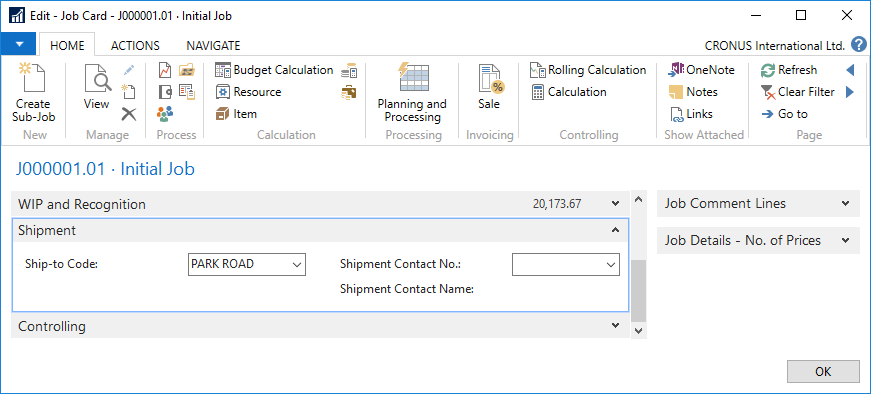 Edit - Job Card - J000001.01 · Initial Job
HOME ACTIONS NAVIGATE CRONUS International Ltd. ?
Create Sub-Job
New
View
Manage
Process
Budget Calculation
Resource
Item
Calculation
Planning and Processing
Processing
Sale
Invoicing
Rolling Calculation
Calculation
Controlling
OneNote
Notes
Links
Show Attached
Refresh
Clear Filter
Go to
Page
J000001.01 · Initial Job
WIP and Recognition 20,173.67
Shipment
Ship-to Code: PARK ROAD Shipment Contact No.:
Shipment Contact Name:
Controlling
Job Comment Lines
Job Details - No. of Prices
OK